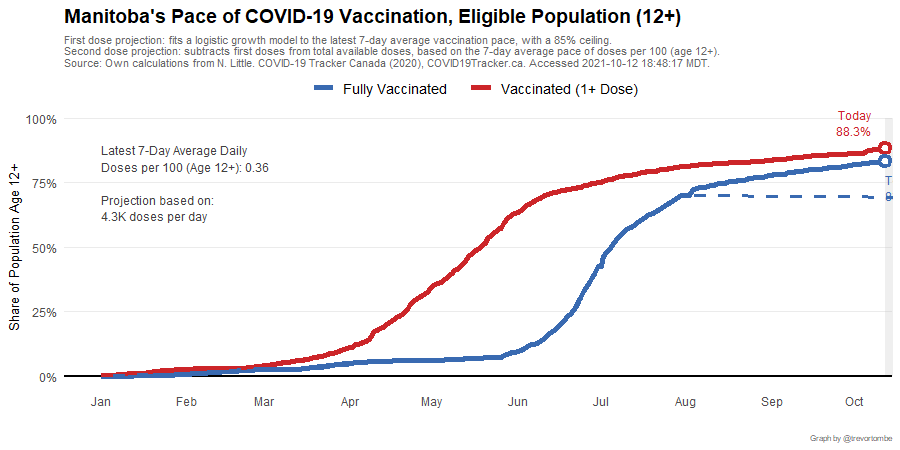 Manitoba's Pace of COVID-19 Vaccination, Eligible Population (12+)
First dose projection: fits a logistic growth model to the latest 7-day average vaccination pace, with a 85% ceiling.
Second dose projection: subtracts first doses from total available doses, based on the 7-day average pace of doses per 100 (age 12+).
Source: Own calculations from N. Little. COVID-19 Tracker Canada (2020), COVID19Tracker.ca. Accessed 2021-10-12 18:48:17 MDT.
Fully Vaccinated
Vaccinated (1+ Dose)
Today
88.3%
100%
75%
50%
25%
0%
Share of Population Age 12+
Latest 7-Day Average Daily
Doses per 100 (Age 12+): 0.36
Projection based on:
4.3K doses per day
T
8
Jan
Feb
Mar
Apr
May
Jun
Jul
Aug
Sep
Oct
Graph by @trevortombe